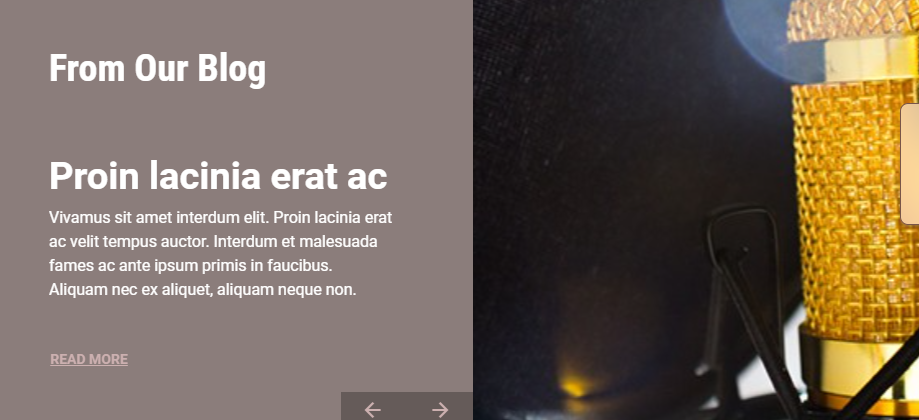 From Our Blog
Proin lacinia erat ac
Vivamus sit amet interdum elit. Proin lacinia erat
ac velit tempus auctor. Interdum et malesuada
fames ac ante ipsum primis in faucibus.
Aliquam nec ex aliquet, aliquam neque non.
READ MORE